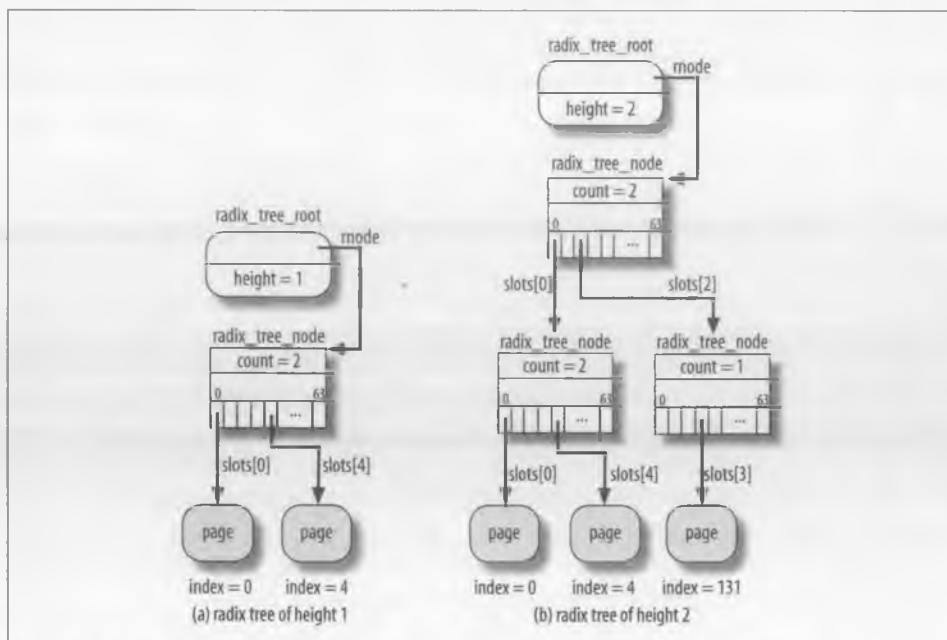 radix_tree_root
rnode
height = 1
radix_tree_node
count = 2
0 63
...
slots[0] slots[4]
page page
index = 0 index = 4
(a) radix tree of height 1
radix_tree_root
rnode
height = 2
radix_tree_node
count = 2
0 63
...
slots[0] slots[2]
radix_tree_node radix_tree_node
count = 2 count = 1
0 63 0 63
... ...
slots[0] slots[4] slots[3]
page page page
index = 0 index = 4 index = 131
(b) radix tree of height 2